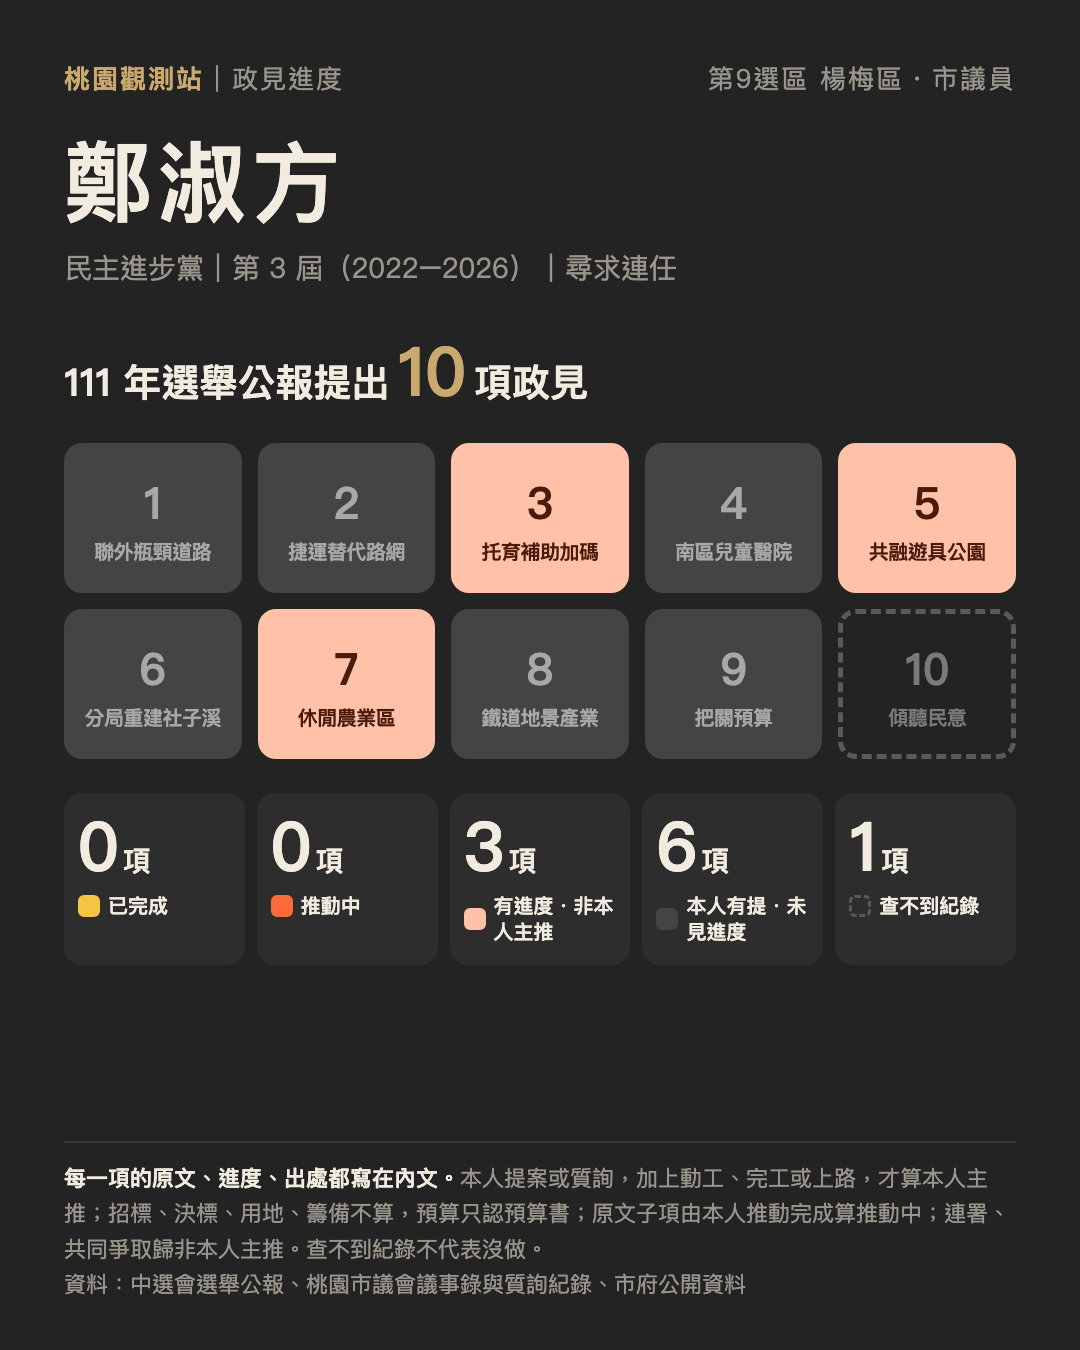 桃園觀測站｜政見進度
第9選區 楊梅區・市議員
鄭淑方
民主進步黨｜第 3 屆（2022—2026）｜尋求連任
111 年選舉公報提出 10 項政見
1
聯外瓶頸道路
2
捷運替代路網
3
托育補助加碼
4
南區兒童醫院
5
共融遊具公園
6
分局重建社子溪
7
休閒農業區
8
鐵道地景產業
9
把關預算
10
傾聽民意
0項
已完成
0項
推動中
3項
有進度・非本
人主推
6項
本人有提・未
見進度
1項
查不到紀錄
每一項的原文、進度、出處都寫在內文。本人提案或質詢，加上動工、完工或上路，才算本人主
推；招標、決標、用地、籌備不算，預算只認預算書；原文子項由本人推動完成算推動中；連署、
共同爭取歸非本人主推。查不到紀錄不代表沒做。
資料：中選會選舉公報、桃園市議會議事錄與質詢紀錄、市府公開資料